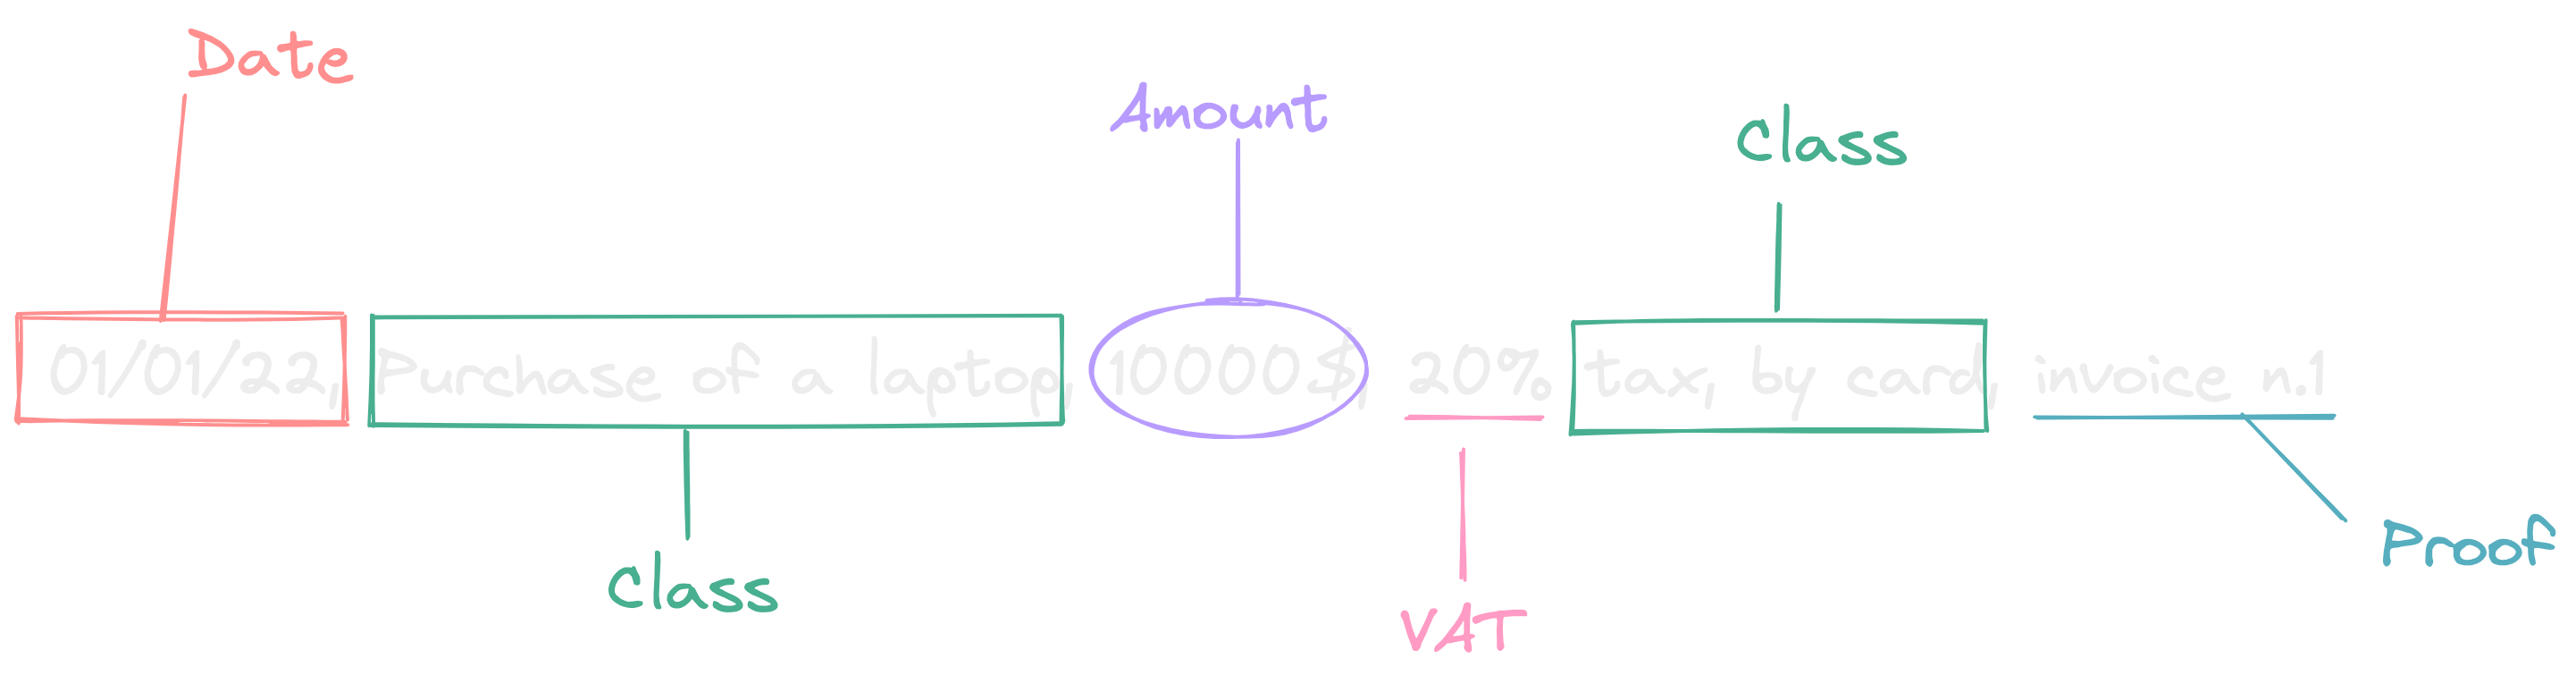 Date
Amount
Class
01/01/22, Purchase of a laptop, 10000$, 20% tax, by card, invoice n.1
Class
VAT
Proof